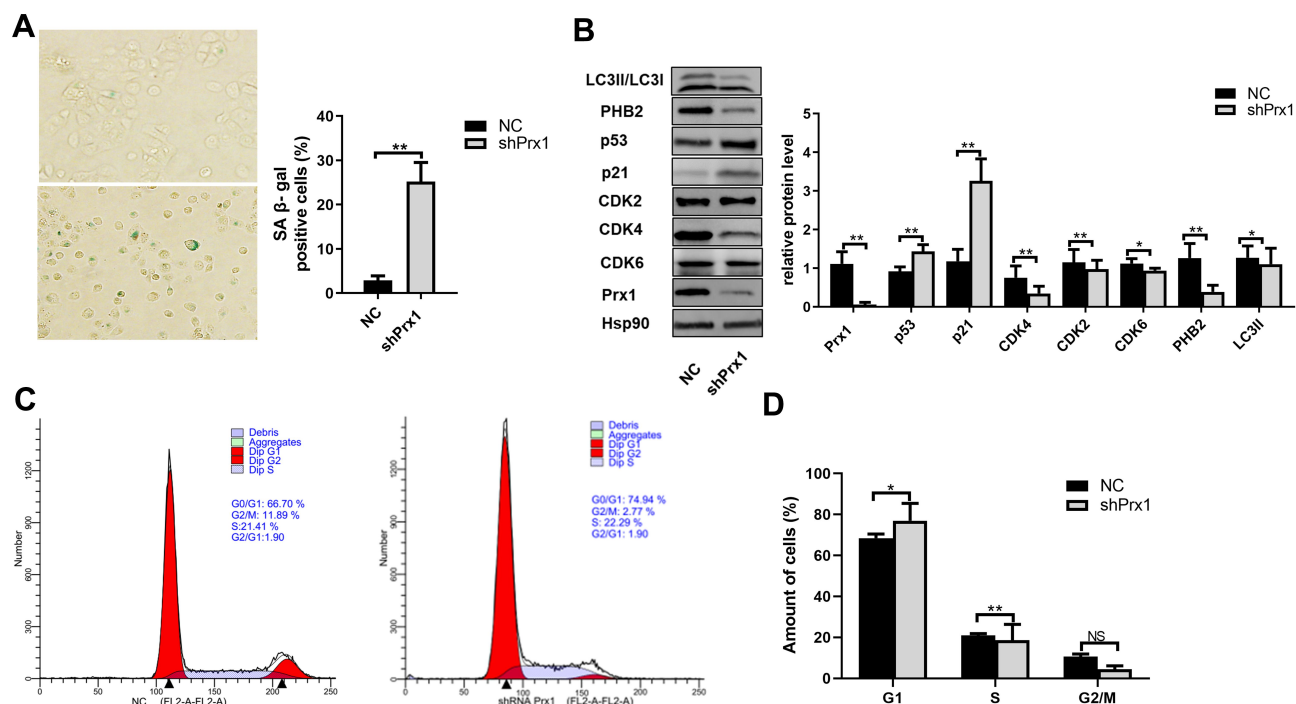 A
SA β- gal
positive cells (%)
40
30
20
10
0
**
NC
shPrx1
NC
shPrx1
B
LC3II/LC3I
PHB2
p53
p21
CDK2
CDK4
CDK6
Prx1
Hsp90
NC
shPrx1
relative protein level
5
4
3
2
1
0
**
**
**
**
**
*
**
*
Prx1
p53
p21
CDK4
CDK2
CDK6
PHB2
LC3II
NC
shPrx1
C
Number
1200
900
600
300
0
Debris
Aggregates
Dip G1
Dip G2
Dip S
G0/G1: 66.70 %
G2/M: 11.89 %
S:21.41 %
G2/G1:1.90
0 50 100 150 200 250
NC (FL2-A-FL2-A)
Number
1200
900
600
300
0
Debris
Aggregates
Dip G1
Dip G2
Dip S
G0/G1: 74.94 %
G2/M: 2.77 %
S: 22.29 %
G2/G1: 1.90
0 50 100 150 200 250
shRNA Prx1 (FL2-A-FL2-A)
D
Amount of cells (%)
100
80
60
40
20
0
*
**
NS
G1
S
G2/M
NC
shPrx1